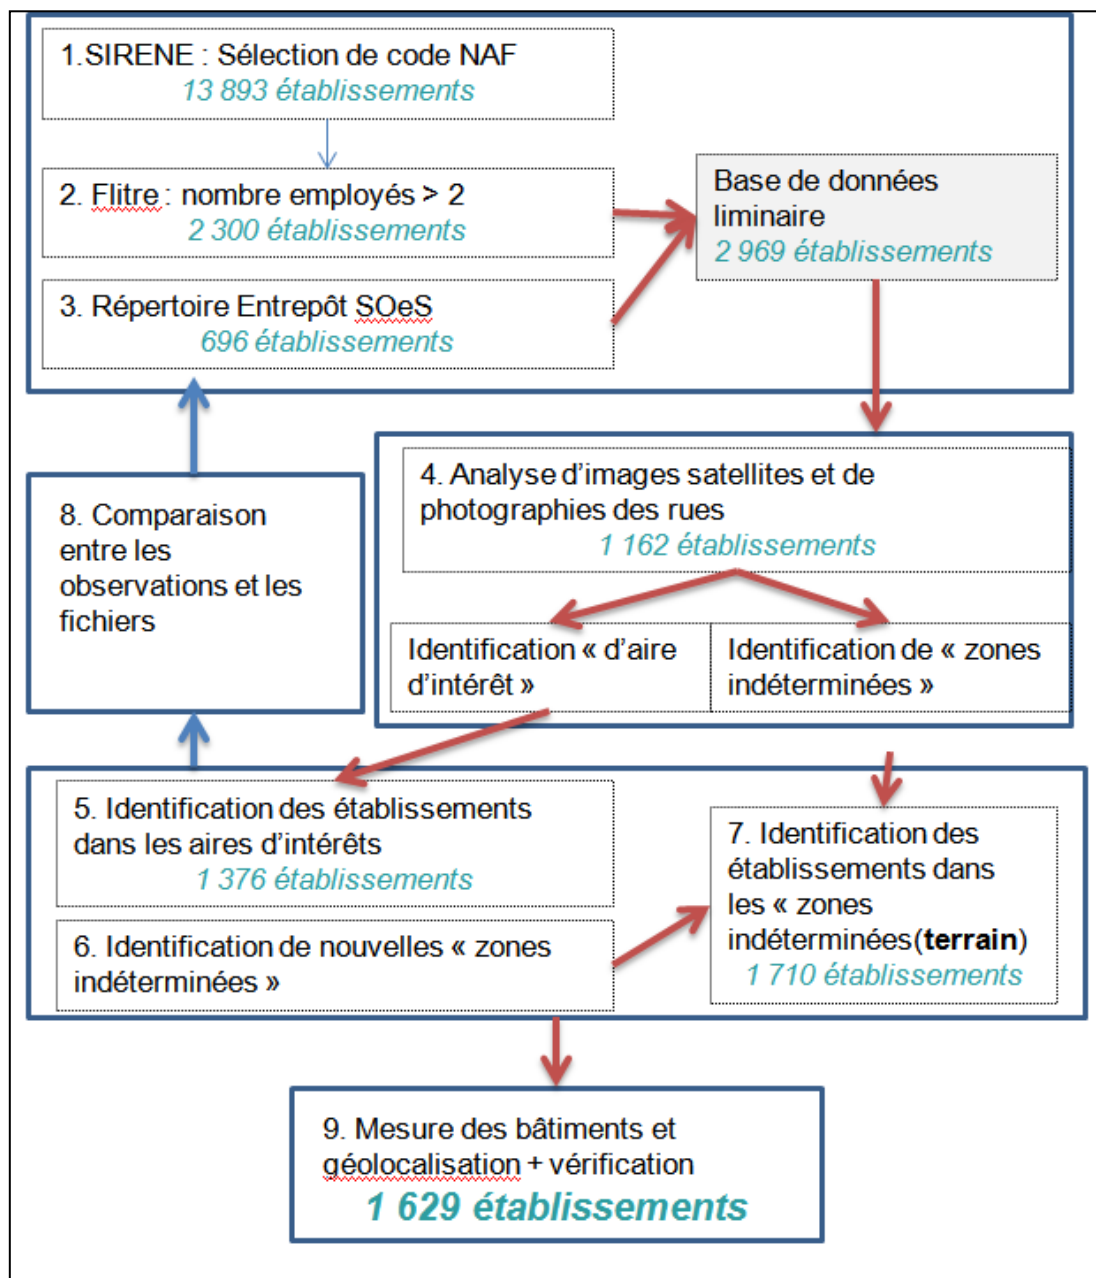 1.SIRENE : Sélection de code NAF
13 893 établissements
2. Flitre : nombre employés > 2
2 300 établissements
3. Répertoire Entrepôt SOeS
696 établissements
Base de données
liminaire
2 969 établissements
4. Analyse d’images satellites et de
photographies des rues
1 162 établissements
Identification « d’aire
d’intérêt »
Identification de « zones
indéterminées »
8. Comparaison
entre les
observations et les
fichiers
5. Identification des établissements
dans les aires d’intérêts
1 376 établissements
6. Identification de nouvelles « zones
indéterminées »
7. Identification des
établissements dans
les « zones
indéterminées(terrain)
1 710 établissements
9. Mesure des bâtiments et
géolocalisation + vérification
1 629 établissements